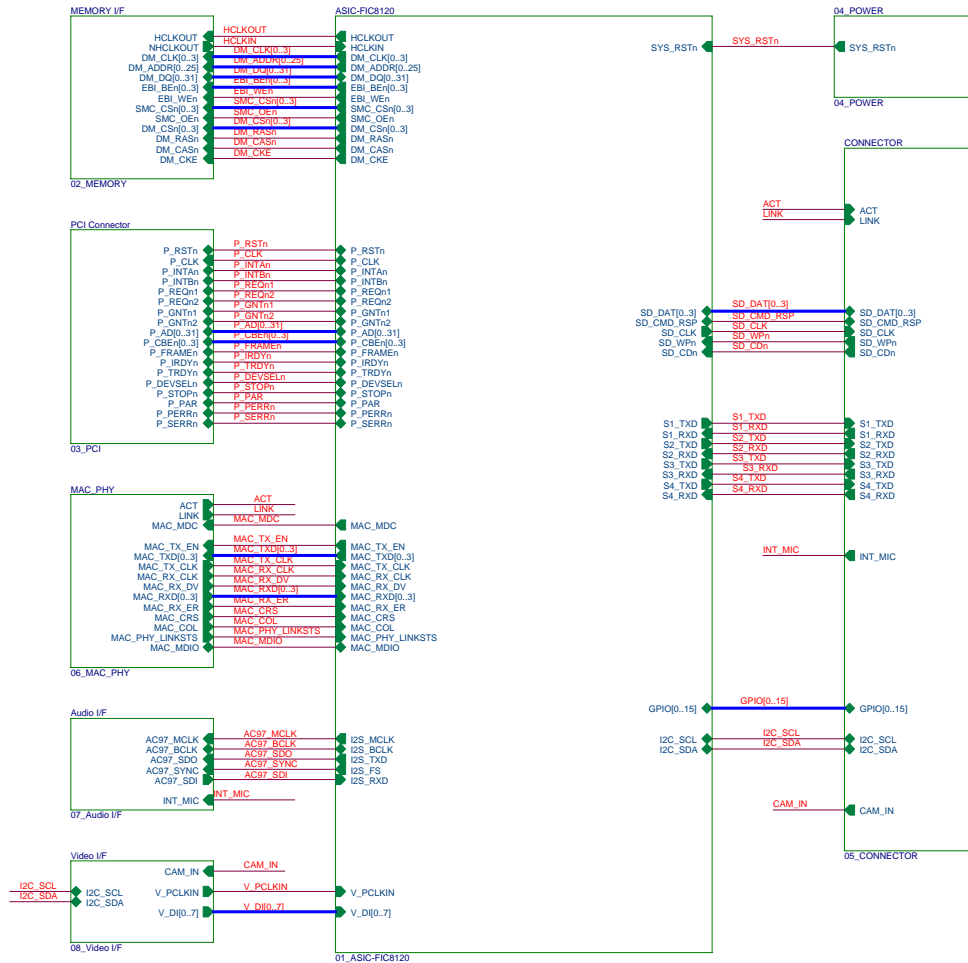 MEMORY I/F
ASIC-FIC8120
04_POWER
HCLKOUT HCLKOUT HCLKOUT
NHCLKOUT HCLKIN HCLKIN
DM_CLK[0..3] DM_CLK[0..3] DM_CLK[0..3]
DM_ADDR[0..25] DM_ADDR[0..25] DM_ADDR[0..25]
DM_DQ[0..31] DM_DQ[0..31] DM_DQ[0..31]
EBI_BEn[0..3] EBI_BEn[0..3] EBI_BEn[0..3]
EBI_WEn EBI_WEn EBI_WEn
SMC_CSn[0..3] SMC_CSn[0..3] SMC_CSn[0..3]
SMC_OEn SMC_OEn SMC_OEn
DM_CSn[0..3] DM_CSn[0..3] DM_CSn[0..3]
DM_RASn DM_RASn DM_RASn
DM_CASn DM_CASn DM_CASn
DM_CKE DM_CKE DM_CKE
02_MEMORY
SYS_RSTn SYS_RSTn SYS_RSTn
04_POWER
CONNECTOR
ACT ACT
LINK LINK
PCI Connector
P_RSTn P_RSTn P_RSTn
P_CLK P_CLK P_CLK
P_INTAn P_INTAn P_INTAn
P_INTBn P_INTBn P_INTBn
P_REQn1 P_REQn1 P_REQn1
P_REQn2 P_REQn2 P_REQn2
P_GNTn1 P_GNTn1 P_GNTn1
P_GNTn2 P_GNTn2 P_GNTn2
P_AD[0..31] P_AD[0..31] P_AD[0..31]
P_CBEn[0..3] P_CBEn[0..3] P_CBEn[0..3]
P_FRAMEn P_FRAMEn P_FRAMEn
P_IRDYn P_IRDYn P_IRDYn
P_TRDYn P_TRDYn P_TRDYn
P_DEVSELn P_DEVSELn P_DEVSELn
P_STOPn P_STOPn P_STOPn
P_PAR P_PAR P_PAR
P_PERRn P_PERRn P_PERRn
P_SERRn P_SERRn P_SERRn
03_PCI
SD_DAT[0..3] SD_DAT[0..3] SD_DAT[0..3]
SD_CMD_RSP SD_CMD_RSP SD_CMD_RSP
SD_CLK SD_CLK SD_CLK
SD_WPn SD_WPn SD_WPn
SD_CDn SD_CDn SD_CDn
S1_TXD S1_TXD S1_TXD
S1_RXD S1_RXD S1_RXD
S2_TXD S2_TXD S2_TXD
S2_RXD S2_RXD S2_RXD
S3_TXD S3_TXD S3_TXD
S3_RXD S3_RXD S3_RXD
S4_TXD S4_TXD S4_TXD
S4_RXD S4_RXD S4_RXD
MAC_PHY
ACT ACT
LINK LINK
MAC_MDC MAC_MDC MAC_MDC
MAC_TX_EN MAC_TX_EN MAC_TX_EN
MAC_TXD[0..3] MAC_TXD[0..3] MAC_TXD[0..3]
MAC_TX_CLK MAC_TX_CLK MAC_TX_CLK
MAC_RX_CLK MAC_RX_CLK MAC_RX_CLK
MAC_RX_DV MAC_RX_DV MAC_RX_DV
MAC_RXD[0..3] MAC_RXD[0..3] MAC_RXD[0..3]
MAC_RX_ER MAC_RX_ER MAC_RX_ER
MAC_CRS MAC_CRS MAC_CRS
MAC_COL MAC_COL MAC_COL
MAC_PHY_LINKSTS MAC_PHY_LINKSTS MAC_PHY_LINKSTS
MAC_MDIO MAC_MDIO MAC_MDIO
06_MAC_PHY
INT_MIC INT_MIC
GPIO[0..15] GPIO[0..15] GPIO[0..15]
I2C_SCL I2C_SCL I2C_SCL
I2C_SDA I2C_SDA I2C_SDA
CAM_IN CAM_IN
05_CONNECTOR
Audio I/F
AC97_MCLK AC97_MCLK I2S_MCLK
AC97_BCLK AC97_BCLK I2S_BCLK
AC97_SDO AC97_SDO I2S_TXD
AC97_SYNC AC97_SYNC I2S_FS
AC97_SDI AC97_SDI I2S_RXD
INT_MIC INT_MIC
07_Audio I/F
Video I/F
CAM_IN CAM_IN
I2C_SCL I2C_SCL V_PCLKIN V_PCLKIN V_PCLKIN
I2C_SDA I2C_SDA
V_DI[0..7] V_DI[0..7] V_DI[0..7]
08_Video I/F
01_ASIC-FIC8120